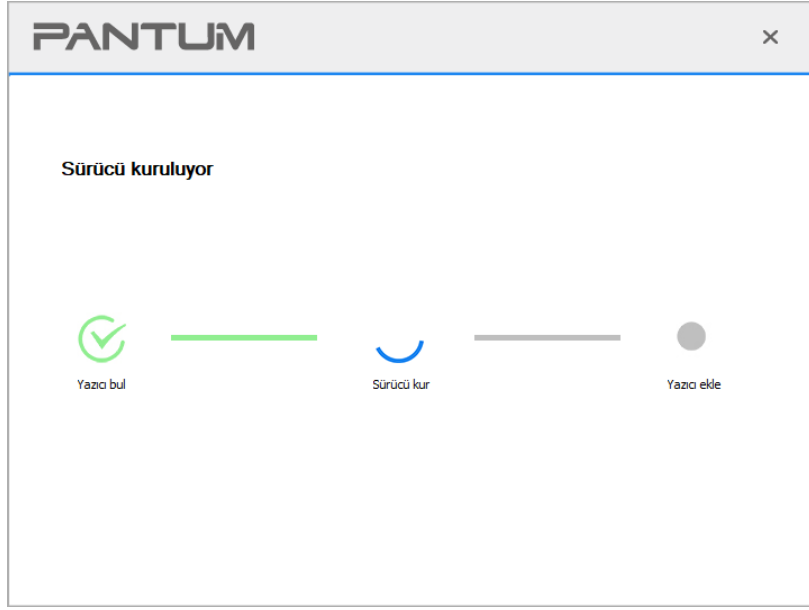 PANTUM
Sürücü kuruluyor
Yazıcı bul
Sürücü kur
Yazıcı ekle